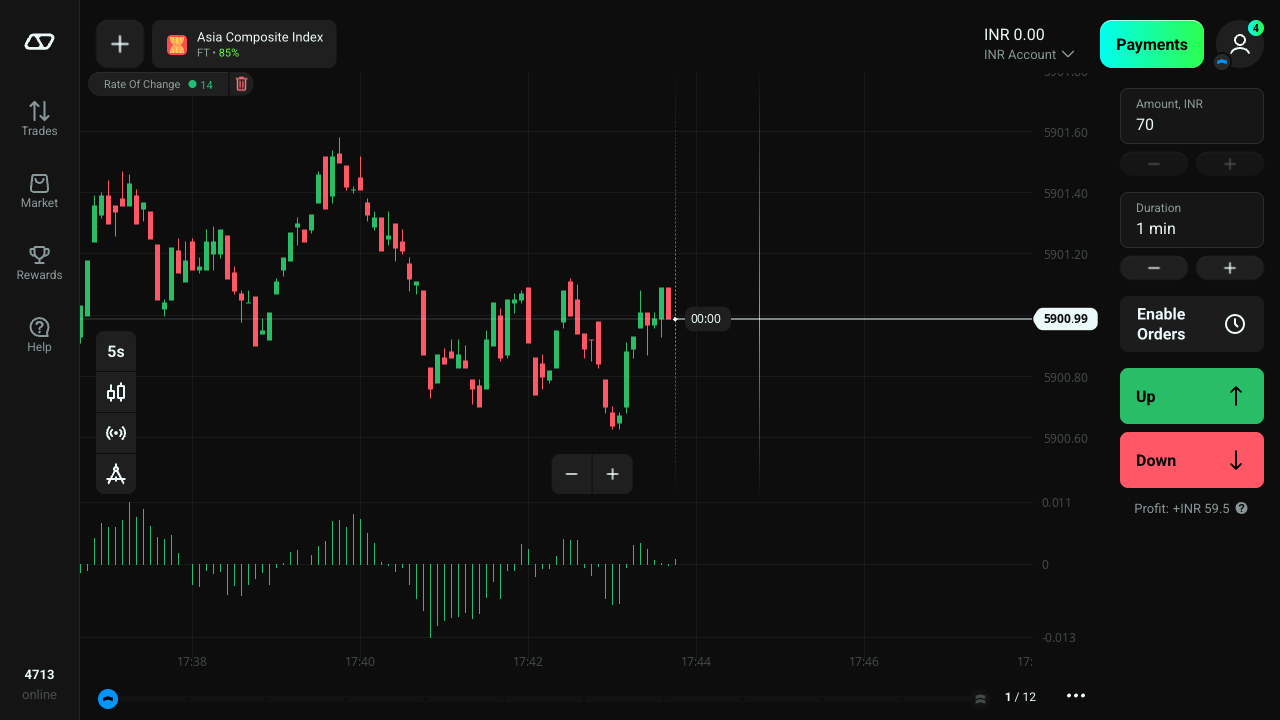 Asia Composite Index
FT • 85%
INR 0.00
INR Account
Payments
4
Rate Of Change 14
Trades
Market
Rewards
Help
4713
online
5s
00:00
5901.60
5901.40
5901.20
5900.99
5900.80
5900.60
0.011
0
-0.013
17:38
17:40
17:42
17:44
17:46
17:
1 / 12
Amount, INR
70
Duration
1 min
Enable
Orders
Up
Down
Profit: +INR 59.5